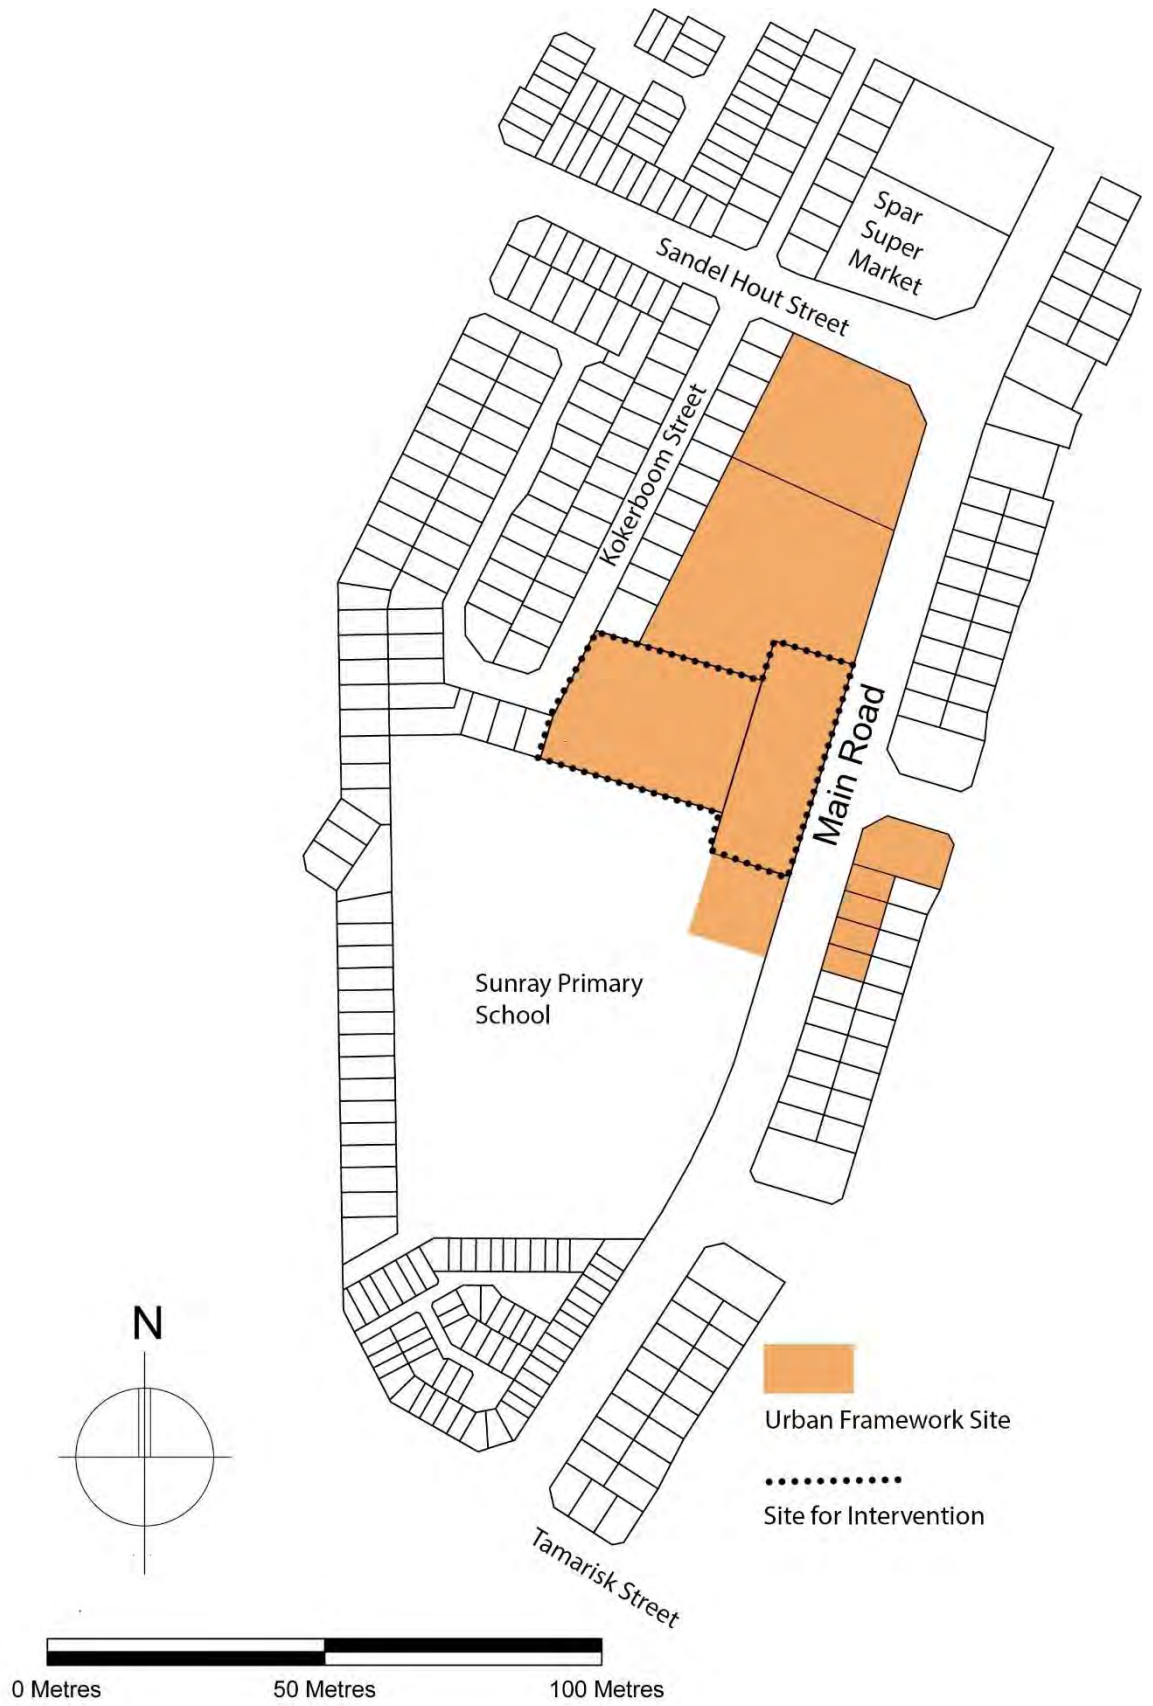 Spar
Super
Market
Sandel Hout Street
Kokerboom Street
Main Road
Sunray Primary
School
N
Urban Framework Site
Site for Intervention
Tamarisk Street
0 Metres
50 Metres
100 Metres